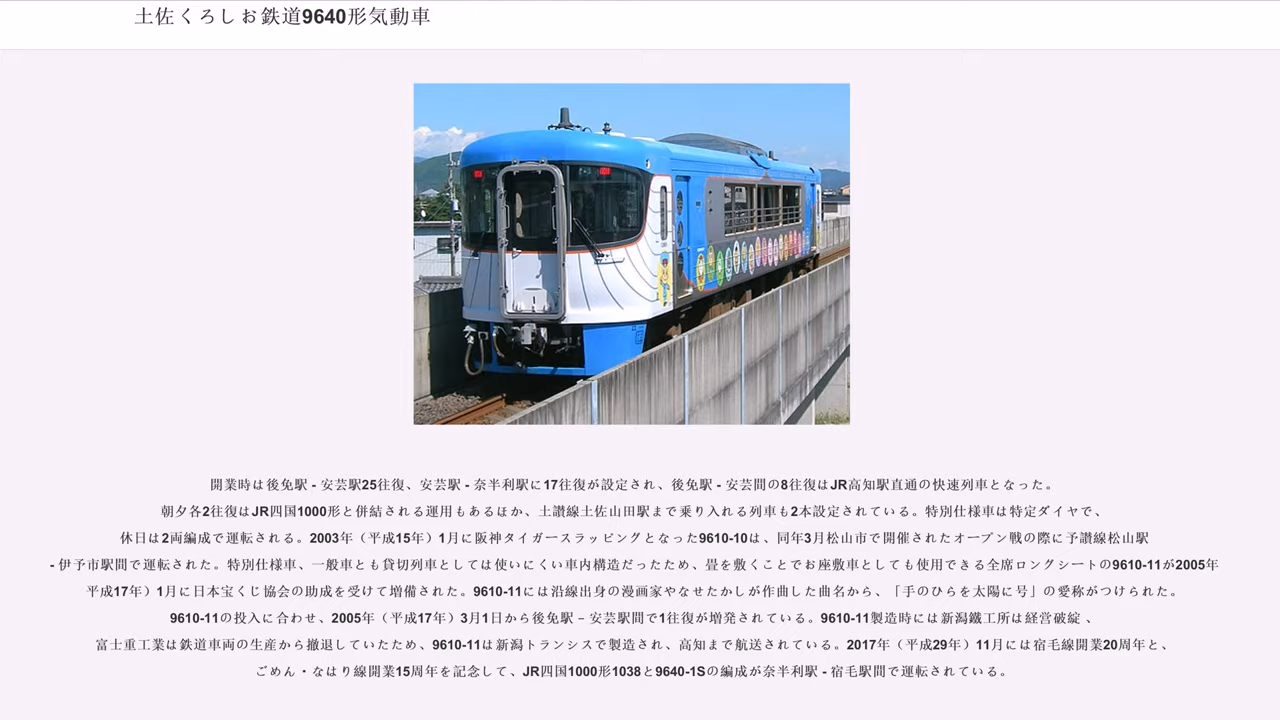 土佐くろしお鉄道9640形気動車
開業時は後免駅 - 安芸駅25往復、安芸駅 - 奈半利駅に17往復が設定され、後免駅 - 安芸間の8往復はJR高知駅直通の快速列車となった。
朝夕各2往復はJR四国1000形と併結される運用もあるほか、土讃線土佐山田駅まで乗り入れる列車も2本設定されている。特別仕様車は特定ダイヤで、
休日は2両編成で運転される。2003年（平成15年）1月に阪神タイガースラッピングとなった9610-10は、同年3月松山市で開催されたオープン戦の際に予讃線松山駅
- 伊予市駅間で運転された。特別仕様車、一般車とも貸切列車としては使いにくい車内構造だったため、畳を敷くことでお座敷車としても使用できる全席ロングシートの9610-11が2005年
平成17年）1月に日本宝くじ協会の助成を受けて増備された。9610-11には沿線出身の漫画家やなせたかしが作曲した曲名から、「手のひらを太陽に号」の愛称がつけられた。
9610-11の投入に合わせ、2005年（平成17年）3月1日から後免駅 − 安芸駅間で1往復が増発されている。9610-11製造時には新潟鐵工所は経営破綻 、
富士重工業は鉄道車両の生産から撤退していたため、9610-11は新潟トランシスで製造され、高知まで航送されている。2017年（平成29年）11月には宿毛線開業20周年と、
ごめん・なはり線開業15周年を記念して、JR四国1000形1038と9640-1Sの編成が奈半利駅 - 宿毛駅間で運転されている。